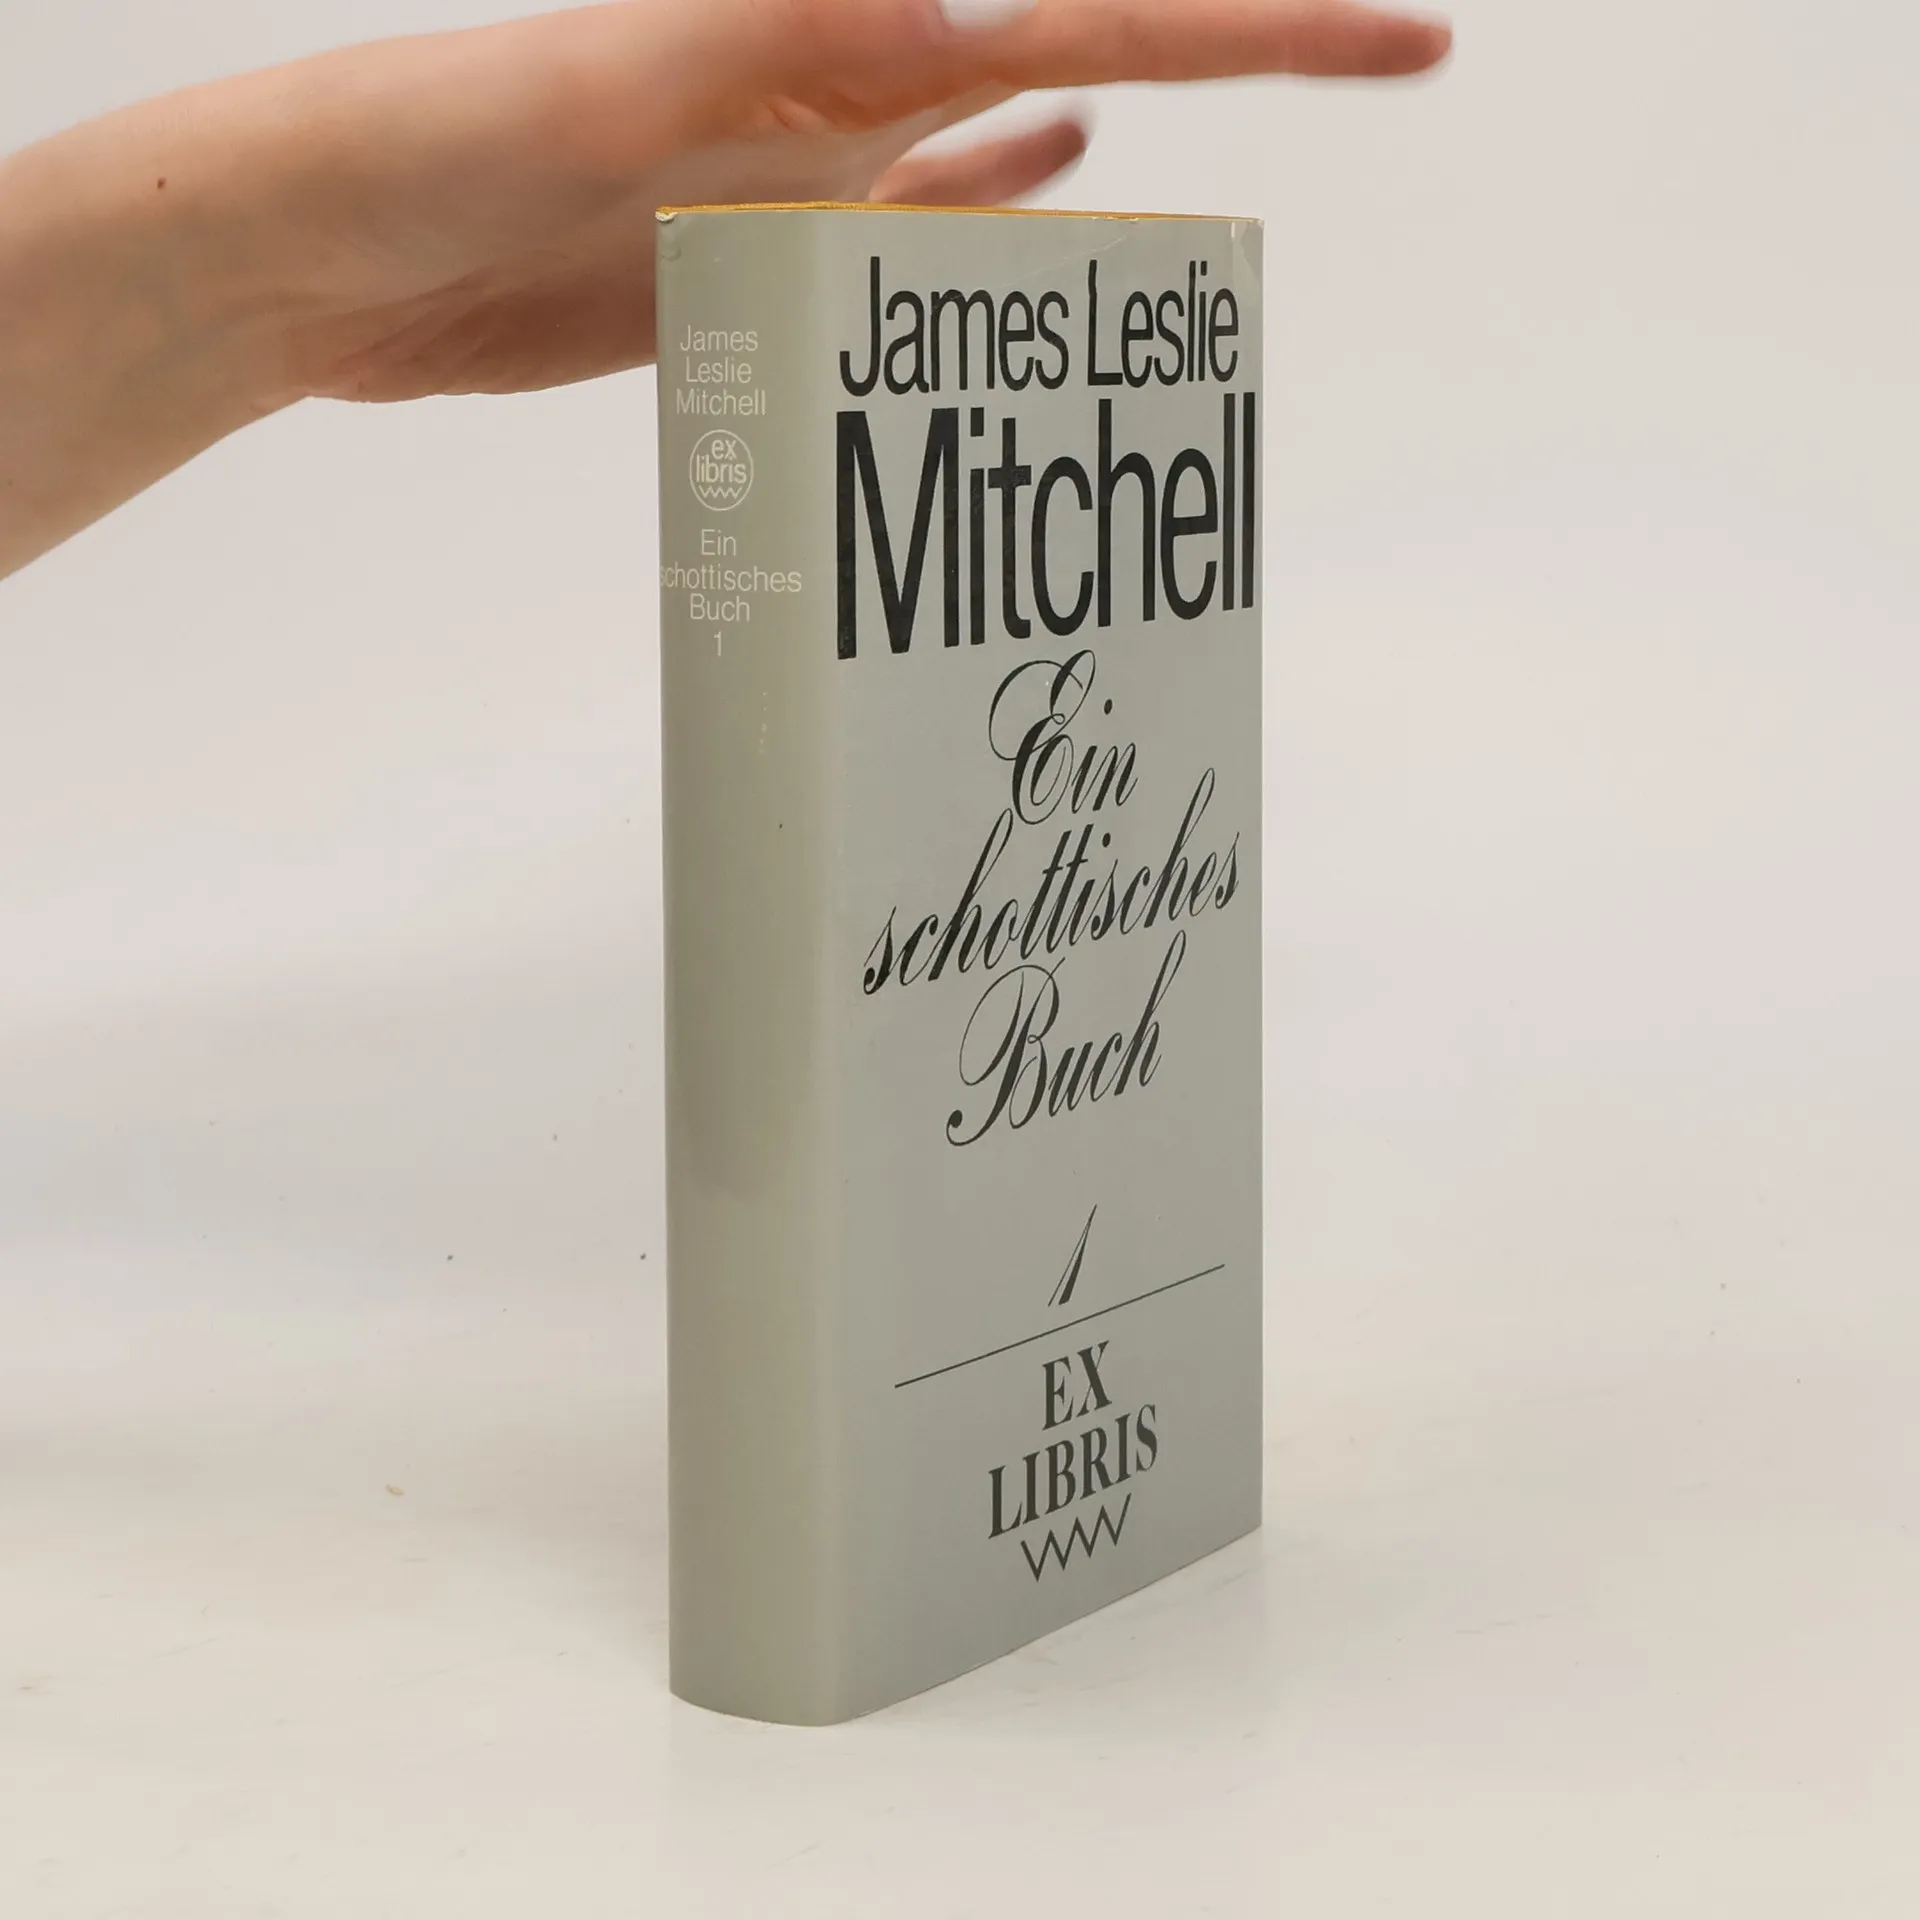 James
Leslie
Mitchell
ex
libris
Ein
schottisches
Buch
1
James Leslie
Mitchell
Ein
schottisches
Buch
1
EX
LIBRIS